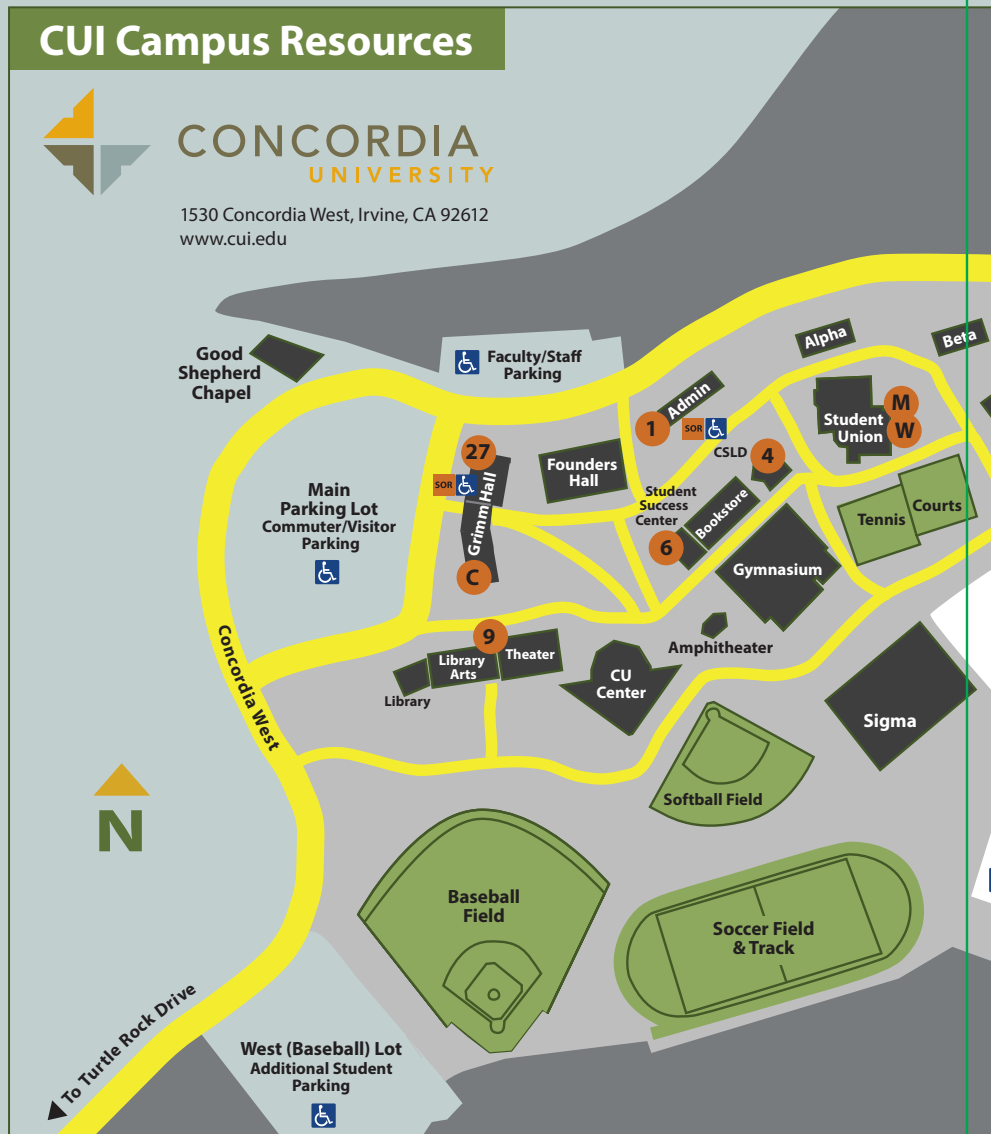 CUI Campus Resources
CONCORDIA
UNIVERSITY
1530 Concordia West, Irvine, CA 92612
www.cui.edu
Good
Shepherd
Chapel
Faculty/Staff
Parking
Alpha
Beta
Admin
1
SOR
Student
Union
M
W
CSLD
4
27
SOR
Grimm Hall
C
Founders
Hall
Student
Success
Center
6
Bookstore
Tennis
Courts
Gymnasium
Main
Parking Lot
Commuter/Visitor
Parking
9
Library
Arts
Theater
Library
CU
Center
Amphitheater
Sigma
Concordia West
N
Softball Field
Baseball
Field
Soccer Field
& Track
To Turtle Rock Drive
West (Baseball) Lot
Additional Student
Parking